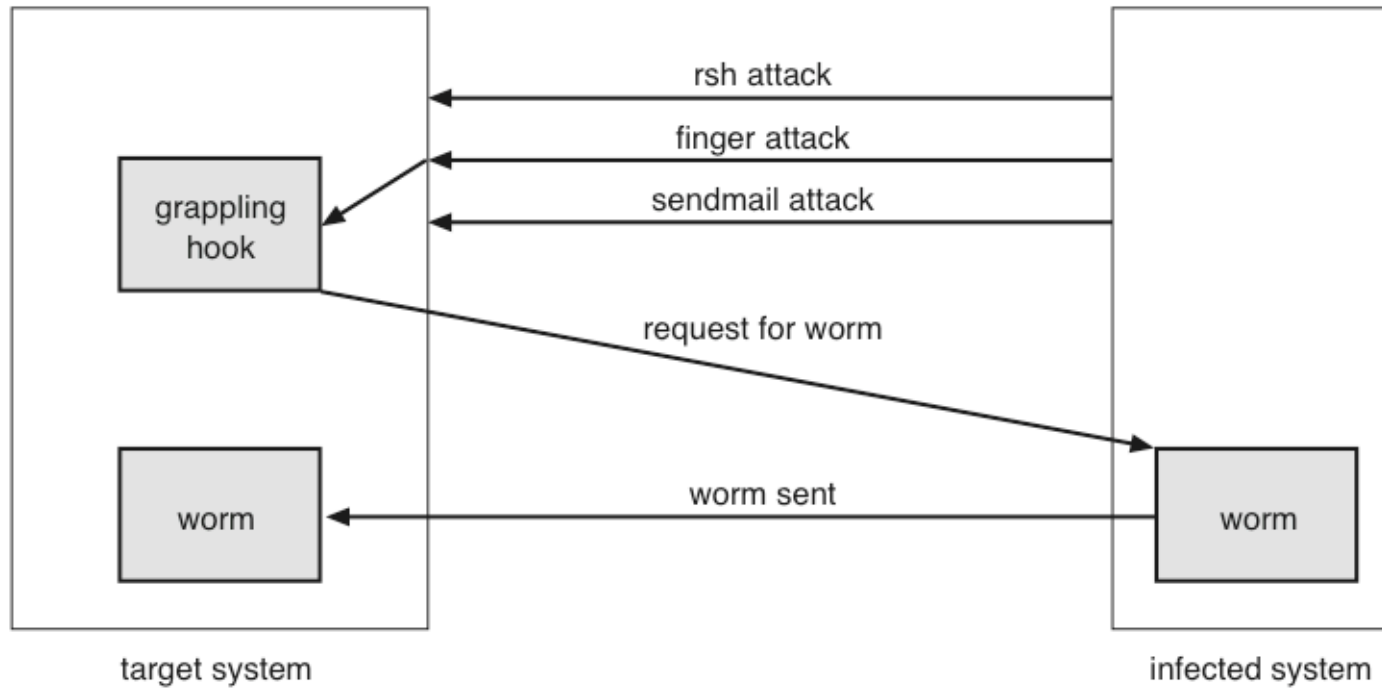 rsh attack
finger attack
sendmail attack
grappling
hook
request for worm
worm sent
worm
worm
target system
infected system